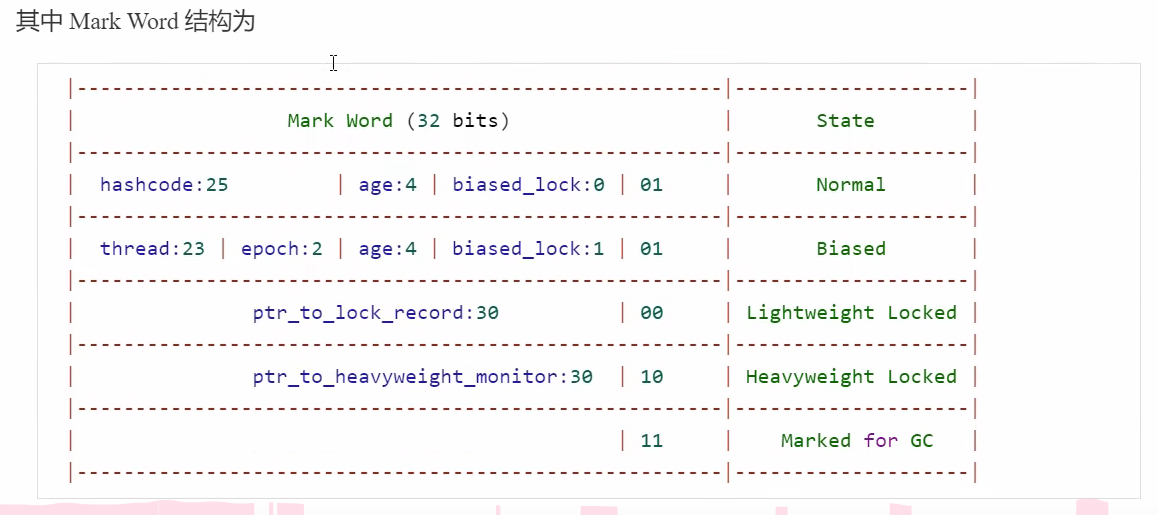 其中 Mark Word 结构为
|-------------------------------------------------------|--------------------|
| Mark Word (32 bits) | State |
|-------------------------------------------------------|--------------------|
| hashcode:25 | age:4 | biased_lock:0 | 01 | Normal |
|-------------------------------------------------------|--------------------|
| thread:23 | epoch:2 | age:4 | biased_lock:1 | 01 | Biased |
|-------------------------------------------------------|--------------------|
| ptr_to_lock_record:30 | 00 | Lightweight Locked |
|-------------------------------------------------------|--------------------|
| ptr_to_heavyweight_monitor:30 | 10 | Heavyweight Locked |
|-------------------------------------------------------|--------------------|
| | 11 | Marked for GC |
|-------------------------------------------------------|--------------------|